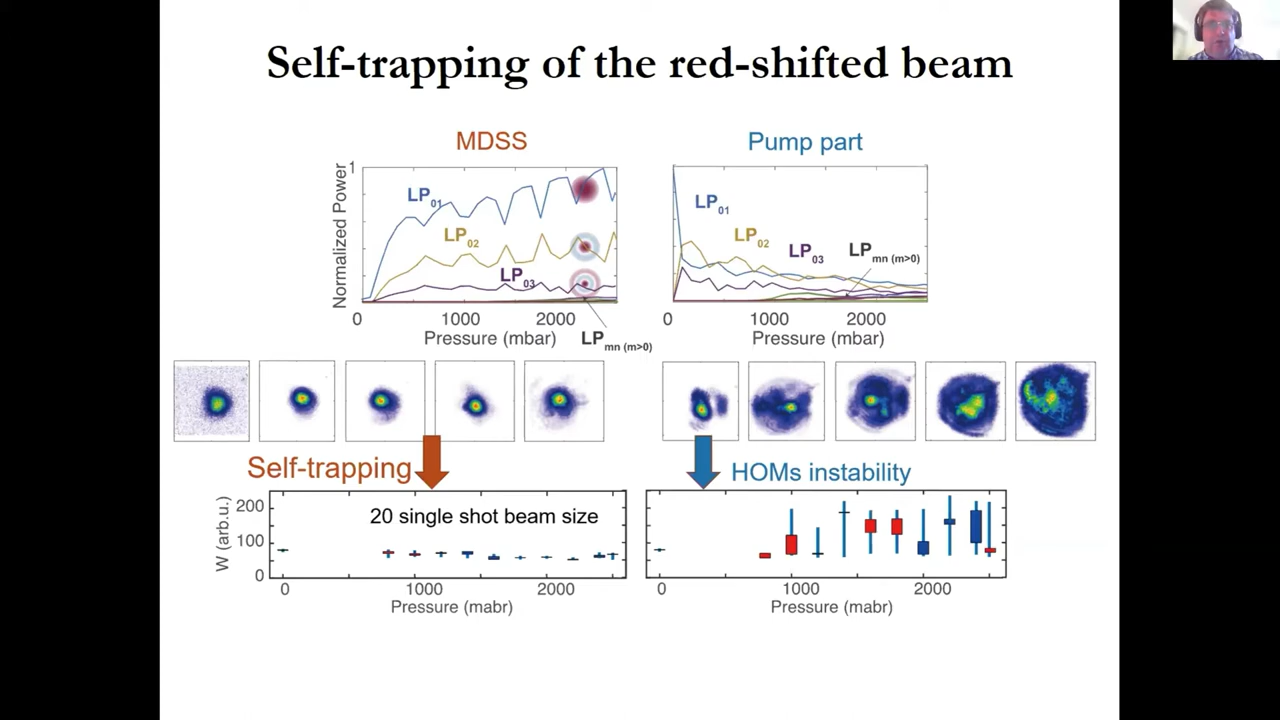 Self-trapping of the red-shifted beam
MDSS
Pump part
Normalized Power
1
LP01
LP02
LP03
LPmn (m>0)
0
1000
2000
Pressure (mbar)
LP01
LP02
LP03
LPmn (m>0)
0
1000
2000
Pressure (mbar)
Self-trapping
HOMs instability
W (arb.u.)
200
100
0
20 single shot beam size
0
1000
2000
Pressure (mabr)
0
1000
2000
Pressure (mabr)